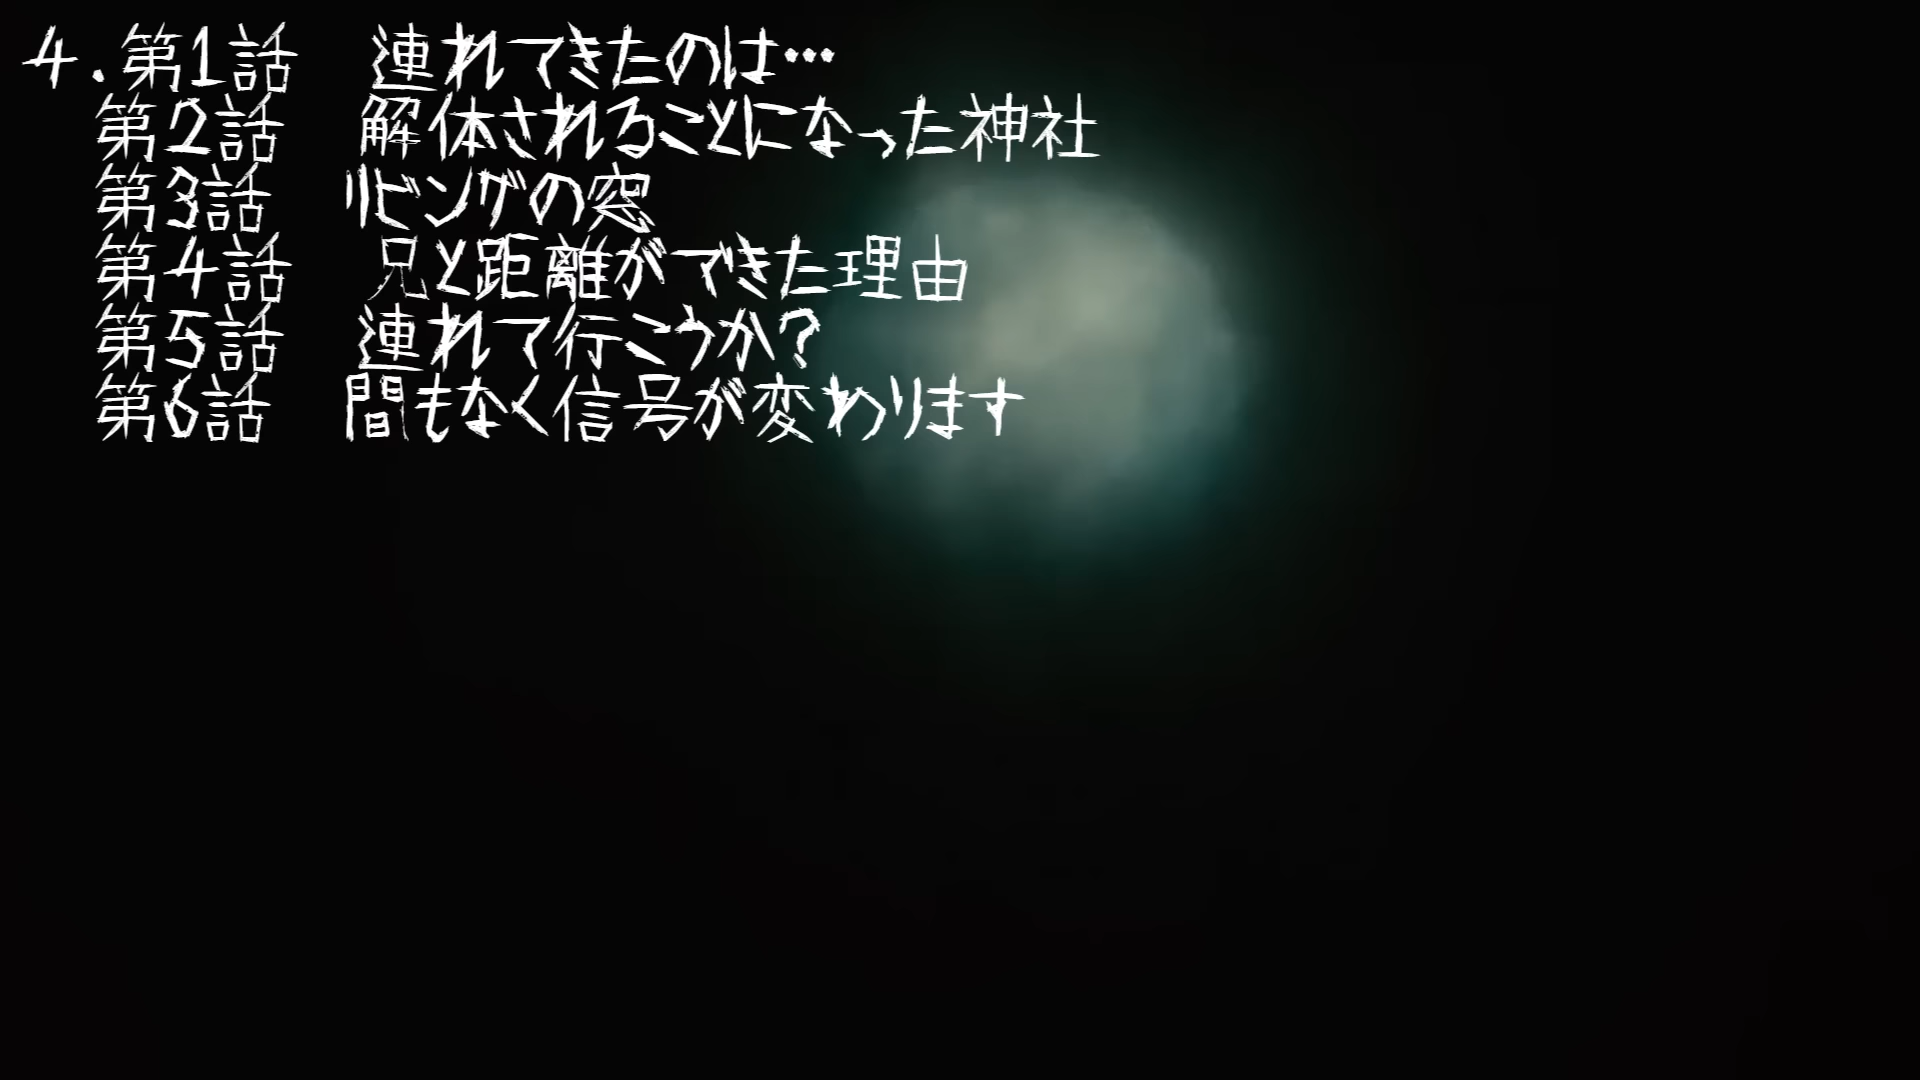 4.第1話　連れてきたのは…
第2話　解体されることになった神社
第3話　リビングの窓
第4話　兄と距離ができた理由
第5話　連れて行こうか?
第6話　間もなく信号が変わります